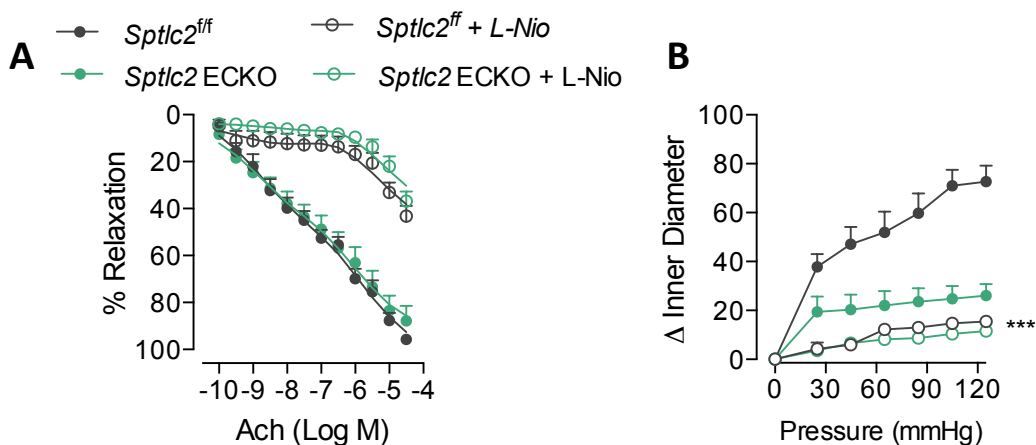 Sptlc2f/f
Sptlc2ff + L-Nio
A
B
Sptlc2 ECKO
Sptlc2 ECKO + L-Nio
0
20
40
60
80
100
% Relaxation
-10 -9 -8 -7 -6 -5 -4
Ach (Log M)
100
80
60
40
20
0
Δ Inner Diameter
***
0 30 60 90 120
Pressure (mmHg)